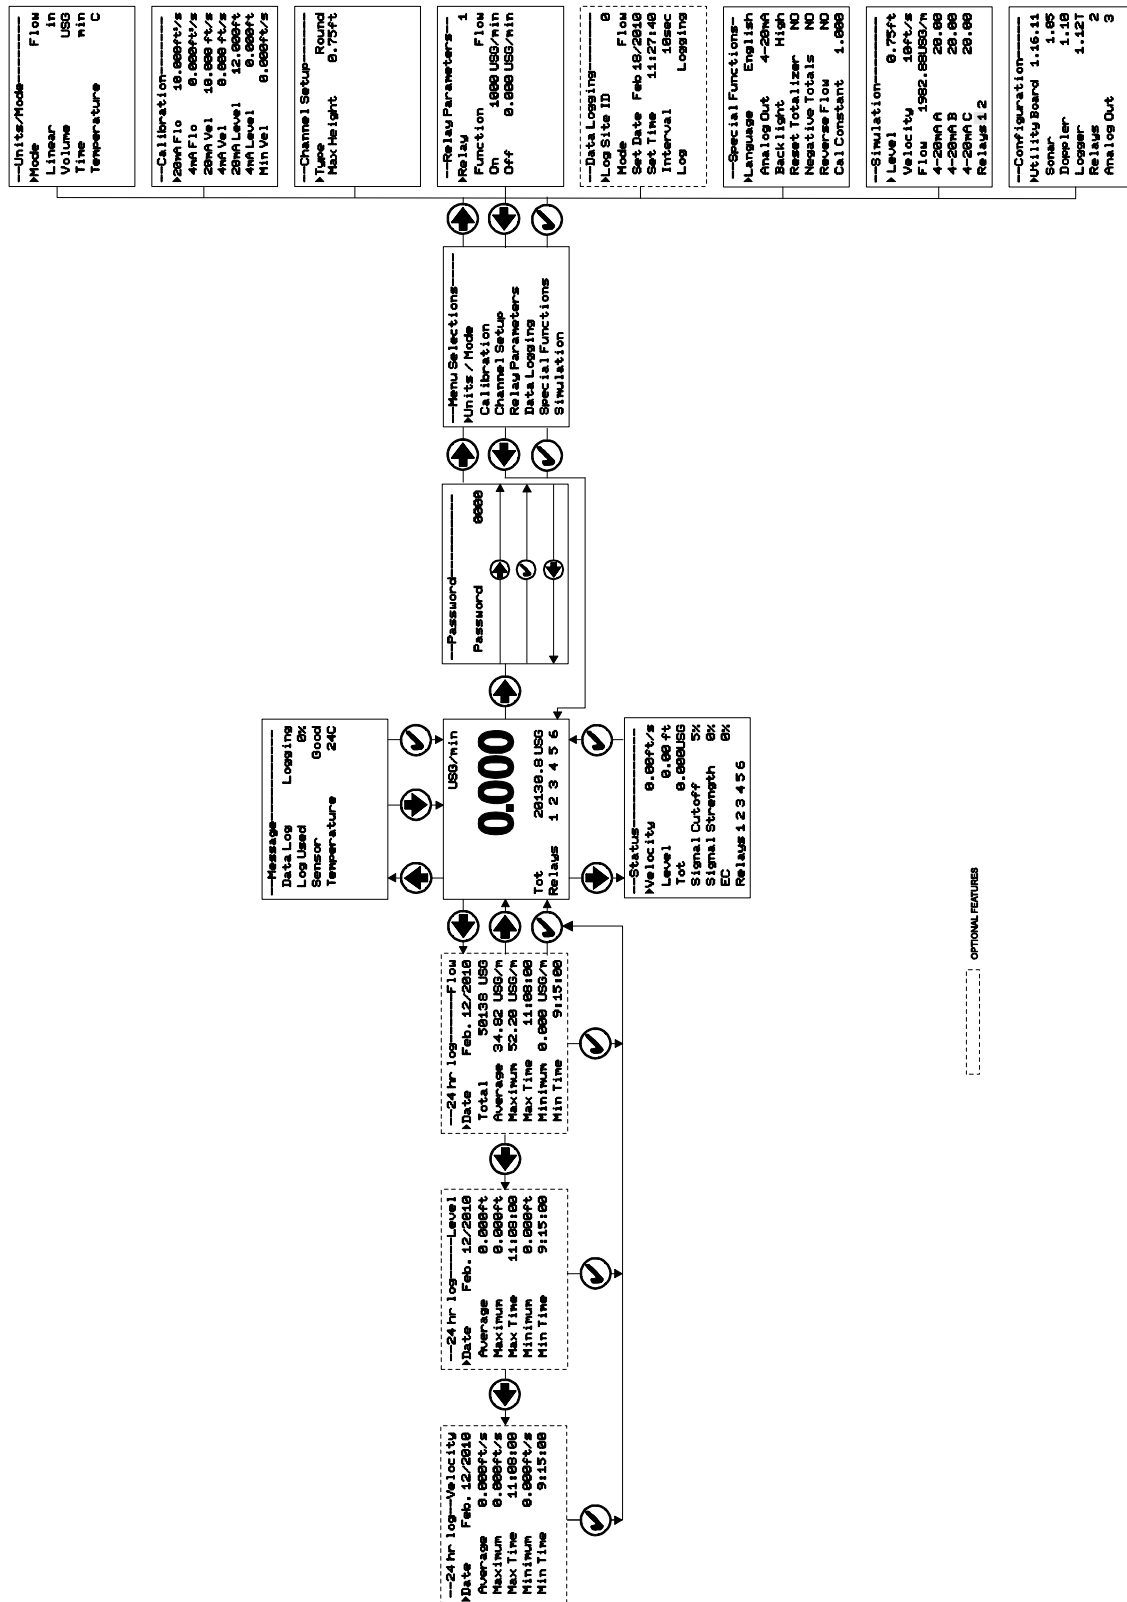 ---Units/Mode---------
Mode Flow
Linear in
Volume USG
Time min
Temperature C
---Calibration---------
20mA Flo 10.000ft³/s
4mA Flo 0.000ft³/s
20mA Vel 10.000 ft/s
4mA Vel 0.000 ft/s
20mA Level 12.000ft
4mA Level 0.000ft
Min Vel 0.000ft/s
---Channel Setup------
Type Round
Max Height 0.75ft
---Relay Parameters---
Relay 1
Function Flow
On 1000 USG/min
Off 0.000 USG/min
---Data Logging-------
Log Site ID 0
Mode Flow
Set Date Feb 18/2010
Set Time 11:27:40
Interval 10sec
Log Logging
---Special Functions-
Language English
Analog Out 4-20mA
Backlight High
Reset Totalizer NO
Negative Totals NO
Reverse Flow NO
Cal Constant 1.000
---Simulation---------
Level 0.75ft
Velocity 10ft/s
Flow 1982.88USG/m
4-20mA A 20.00
4-20mA B 20.00
4-20mA C 20.00
Relays 1 2
---Configuration------
Utility Board 1.16.11
Sonar 1.05
Doppler 1.10
Logger 1.12T
Relays 2
Analog Out 3
---Menu Selections----
Units / Mode
Calibration
Channel Setup
Relay Parameters
Data Logging
Special Functions
Simulation
---Password-----------
Password 0000
---Message------------
Data Log Logging
Log Used 0%
Sensor Good
Temperature 24C
USG/min
0.000
Tot 20130.8 USG
Relays 1 2 3 4 5 6
---Status-------------
Velocity 0.00ft/s
Level 0.00 ft
Tot 0.000USG
Signal Cutoff 5%
Signal Strength 0%
EC 0%
Relays 1 2 3 4 5 6
---24 hr log-------Flow
Date Feb. 12/2010
Total 50138 USG
Average 34.82 USG/m
Maximum 52.20 USG/m
Max Time 11:08:00
Minimum 0.000 USG/m
Min Time 9:15:00
---24 hr log-----Level
Date Feb. 12/2010
Average 0.000ft
Maximum 0.000ft
Max Time 11:08:00
Minimum 0.000ft
Min Time 9:15:00
---24 hr log--Velocity
Date Feb. 12/2010
Average 0.000ft/s
Maximum 0.000ft/s
Max Time 11:08:00
Minimum 0.000ft/s
Min Time 9:15:00
OPTIONAL FEATURES